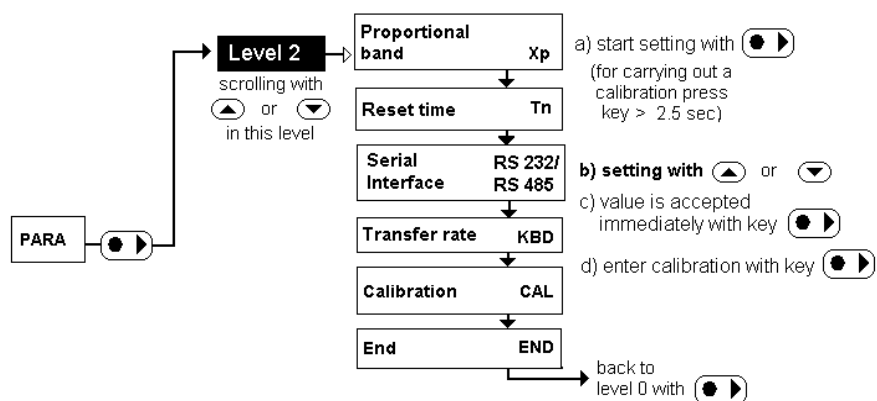 PARA
Level 2
scrolling with
or
in this level
Proportional
band Xp
Reset time Tn
Serial RS 232/
Interface RS 485
Transfer rate KBD
Calibration CAL
End END
a) start setting with
(for carrying out a
calibration press
key > 2.5 sec)
b) setting with or
c) value is accepted
immediately with key
d) enter calibration with key
back to
level 0 with